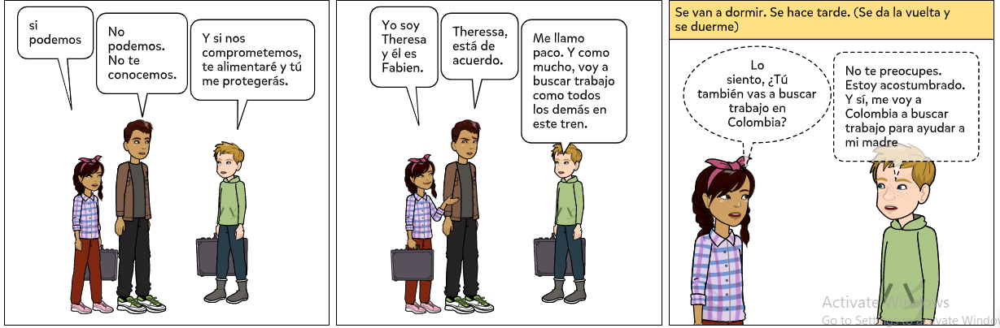 si
podemos
No
podemos.
No te
conocemos.
Y si nos
comprometemos,
te alimentaré y tú
me protegerás.
Yo soy
Theresa
y él es
Fabien.
Theressa,
está de
acuerdo.
Me llamo
paco. Y como
mucho, voy a
buscar trabajo
como todos
los demás en
este tren.
Se van a dormir. Se hace tarde. (Se da la vuelta y
se duerme)
Lo
siento, ¿Tú
también vas a buscar
trabajo en
Colombia?
No te preocupes.
Estoy acostumbrado.
Y sí, me voy a
Colombia a buscar
trabajo para ayudar a
mi madre
Activate Windows
Go to Settings to activate Windo